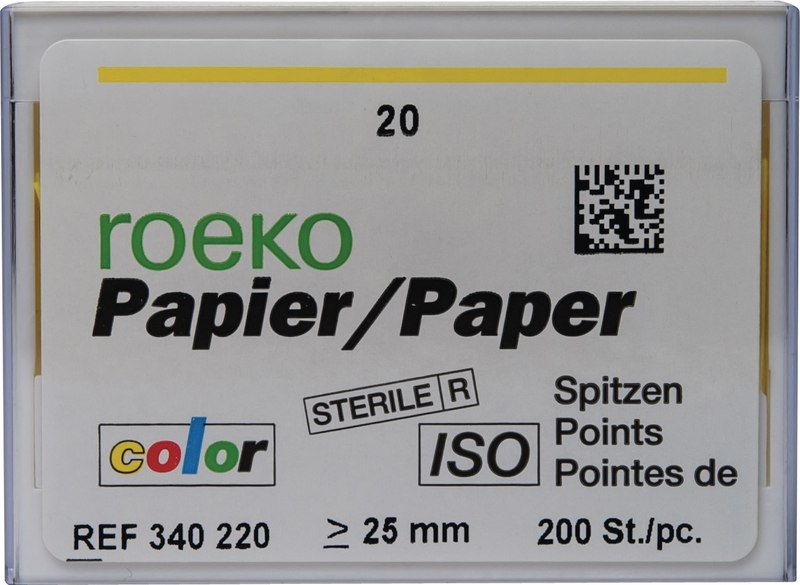 20
roeko
Papier/Paper
STERILE R
Spitzen
Points
Pointes de
color
ISO
REF 340 220
≥ 25 mm
200 St./pc.